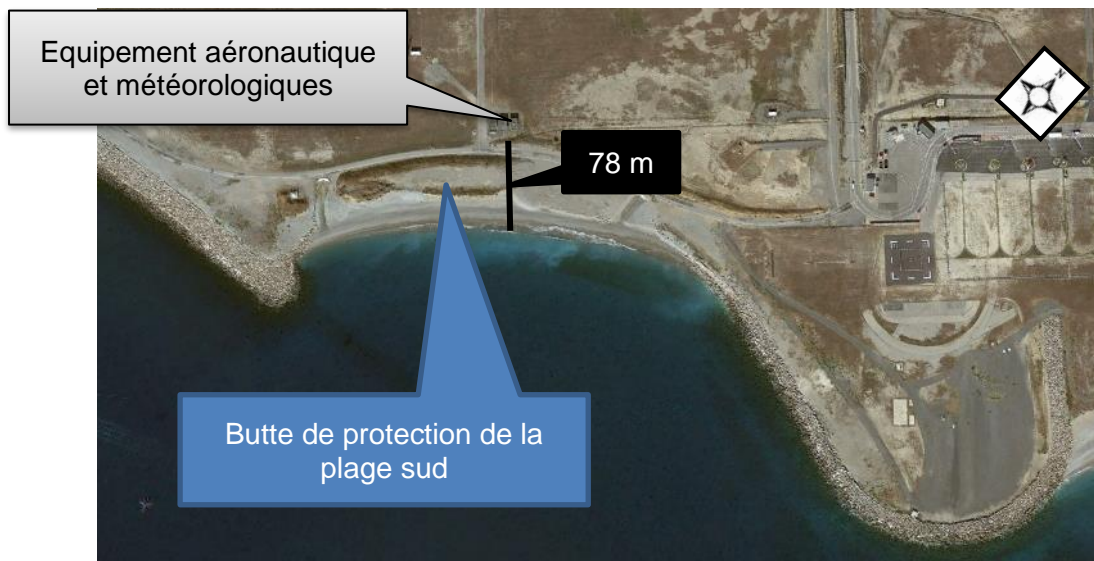 Equipement aéronautique
et météorologiques
N
78 m
Butte de protection de la
plage sud